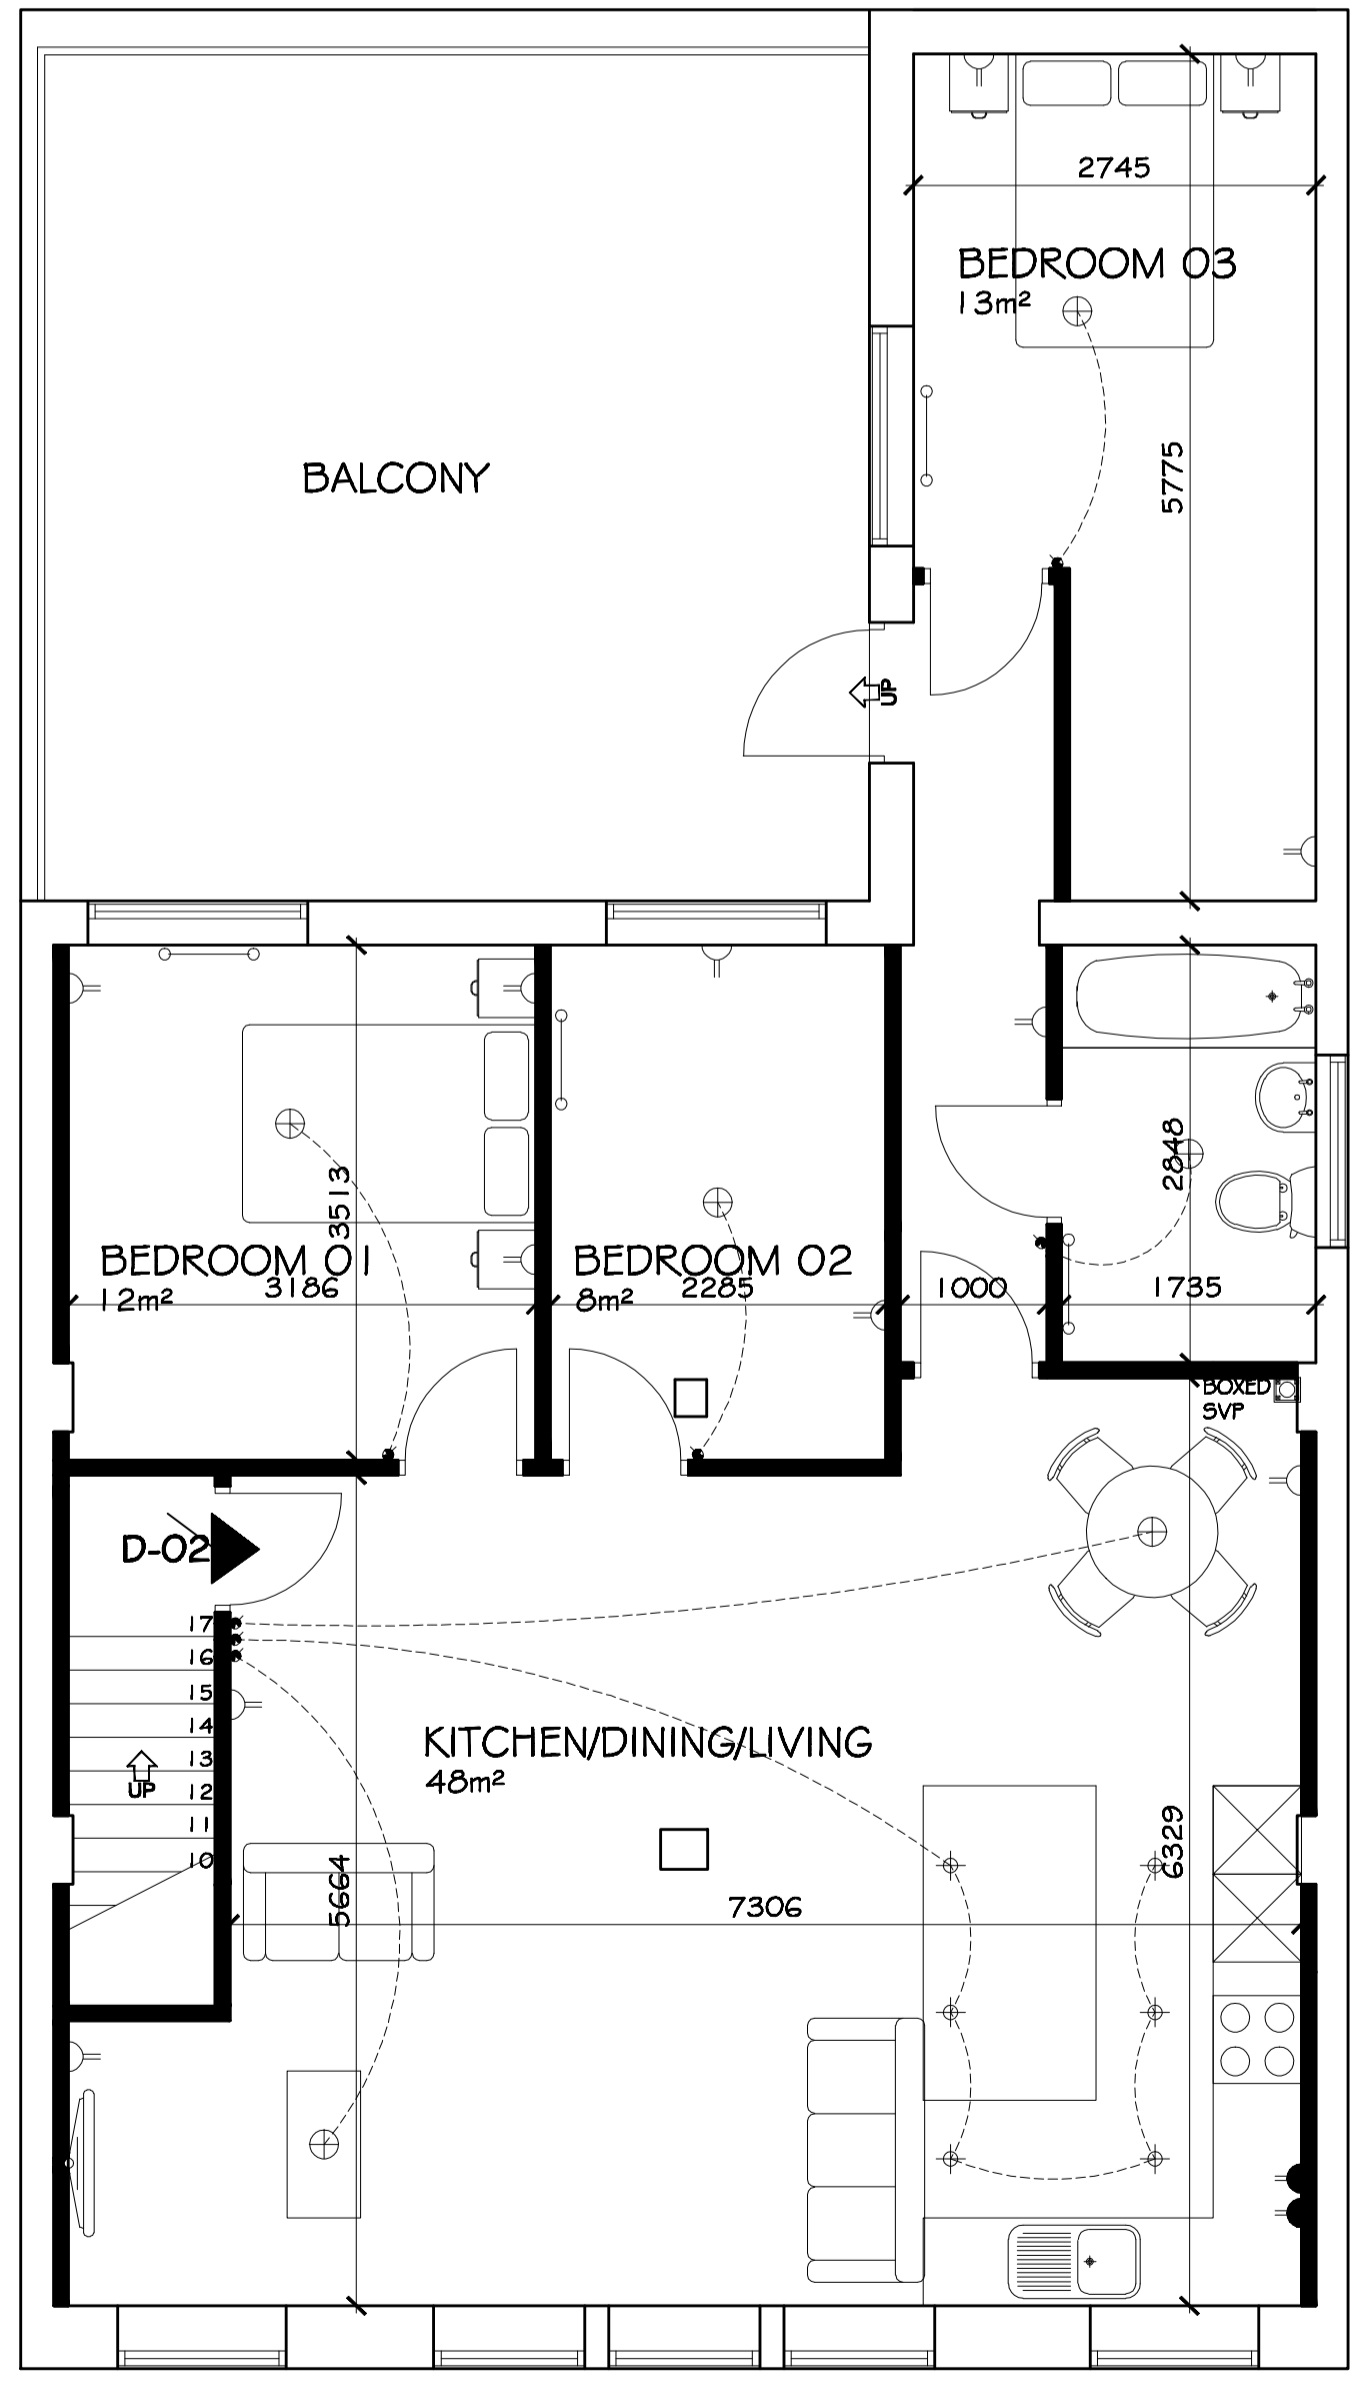 2745
BEDROOM 03
13m²
5775
BALCONY
UP
3513
2848
BEDROOM 01
12m²
3186
BEDROOM 02
8m²
2285
1000
1735
BOXED
SVP
D-02
17
16
15
14
13
12
11
10
UP
KITCHEN/DINING/LIVING
48m²
5664
7306
6329